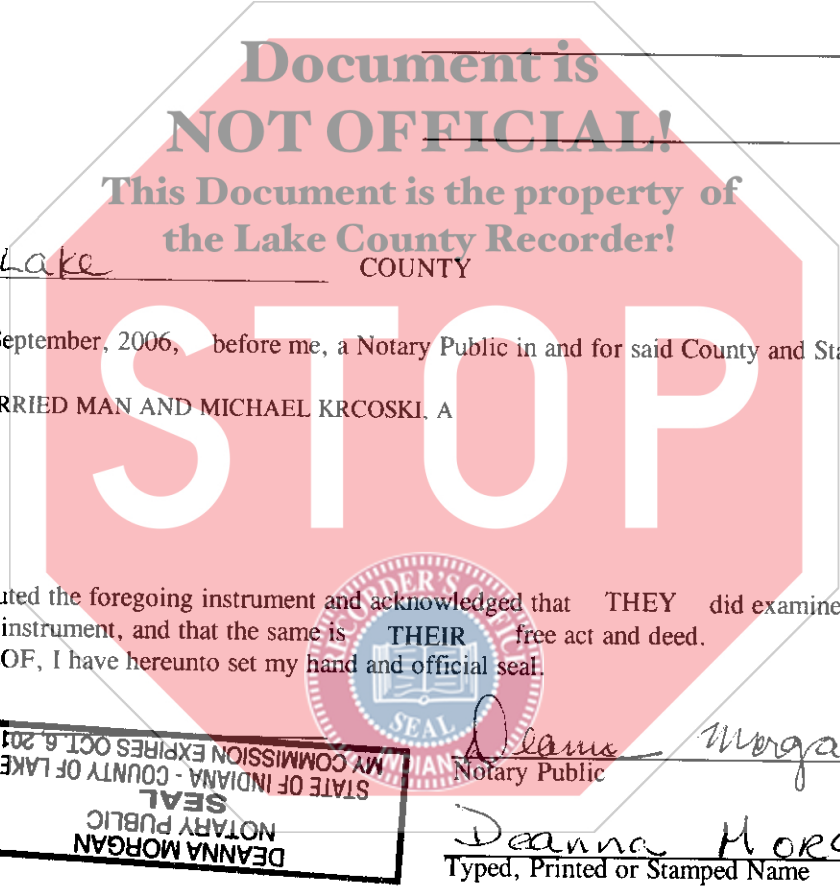 Document is
NOT OFFICIAL!
This Document is the property of
the Lake County Recorder!
Lake COUNTY
September, 2006, before me, a Notary Public in and for said County and Sta
RRIED MAN AND MICHAEL KRCOSKI, A
STOP
uted the foregoing instrument and acknowledged that THEY did examine
instrument, and that the same is THEIR free act and deed.
OF, I have hereunto set my hand and official seal.
SEAL
Deanna Morga
Notary Public
DEANNA MORGAN
NOTARY PUBLIC
SEAL
STATE OF INDIANA - COUNTY OF LAKE
MY COMMISSION EXPIRES OCT. 6, 201
Deanna Morg
Typed, Printed or Stamped Name